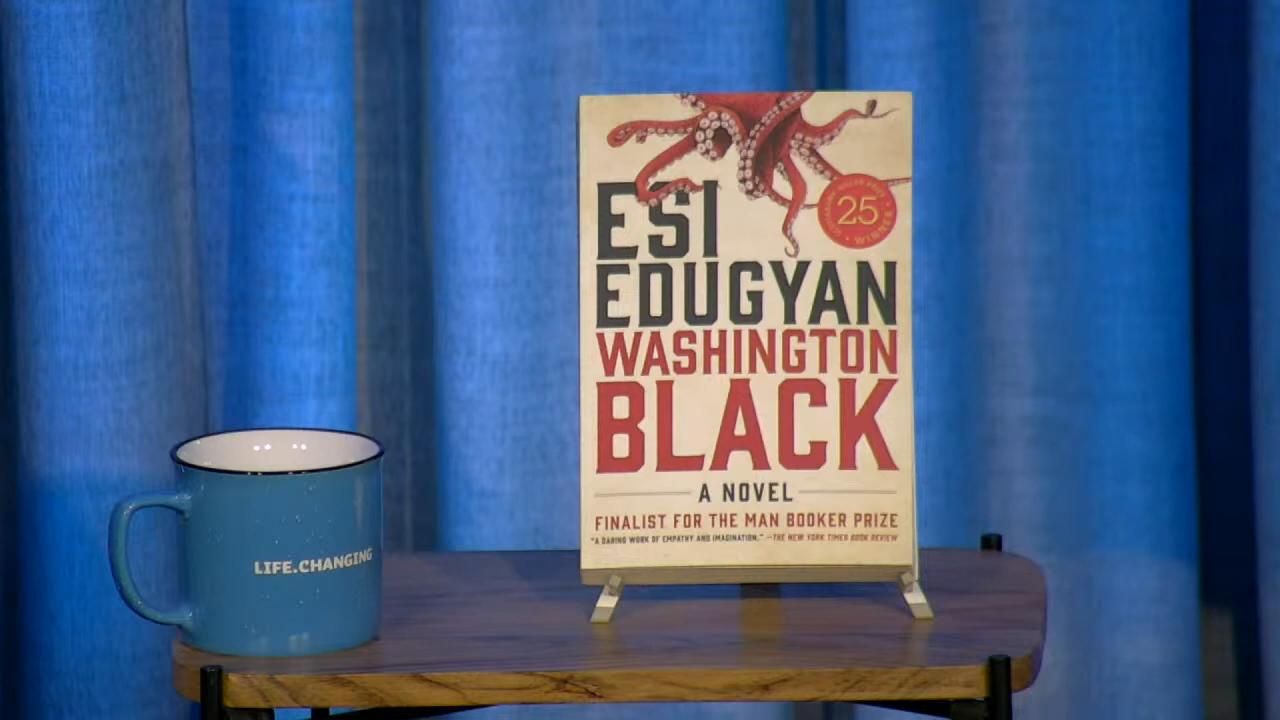 ESI
EDUGYAN
WASHINGTON
BLACK
A NOVEL
FINALIST FOR THE MAN BOOKER PRIZE
"A DARING WORK OF EMPATHY AND IMAGINATION." —THE NEW YORK TIMES BOOK REVIEW
25
WINNER
LIFE.CHANGING